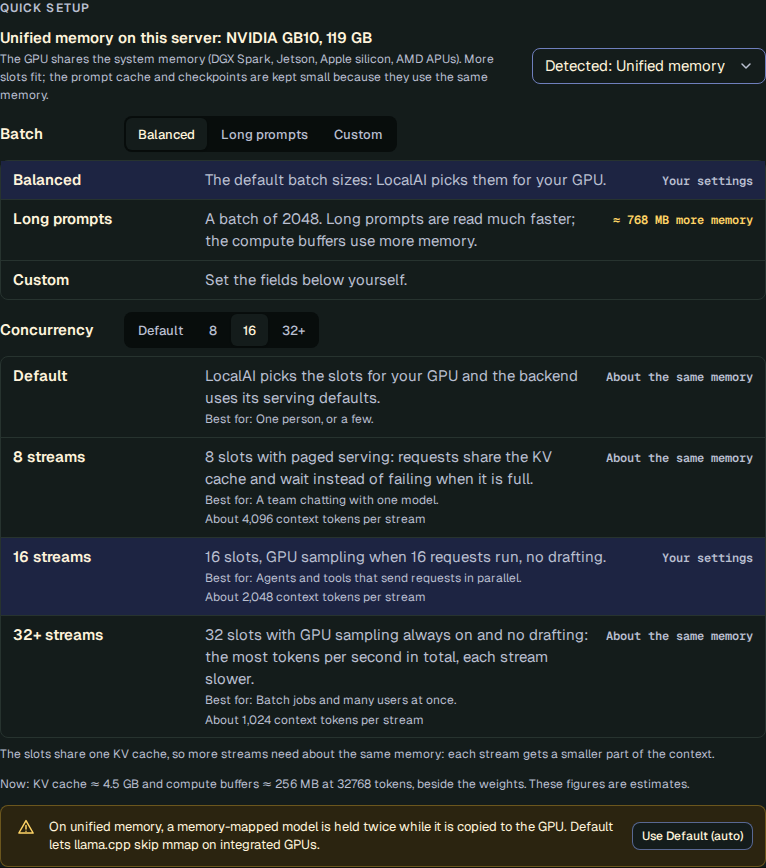 QUICK SETUP
Unified memory on this server: NVIDIA GB10, 119 GB
The GPU shares the system memory (DGX Spark, Jetson, Apple silicon, AMD APUs). More
slots fit; the prompt cache and checkpoints are kept small because they use the same
memory.
Detected: Unified memory
Batch
Balanced
Long prompts
Custom
Balanced
The default batch sizes: LocalAI picks them for your GPU.
Your settings
Long prompts
A batch of 2048. Long prompts are read much faster;
the compute buffers use more memory.
≈ 768 MB more memory
Custom
Set the fields below yourself.
Concurrency
Default
8
16
32+
Default
LocalAI picks the slots for your GPU and the backend
uses its serving defaults.
Best for: One person, or a few.
About the same memory
8 streams
8 slots with paged serving: requests share the KV
cache and wait instead of failing when it is full.
Best for: A team chatting with one model.
About 4,096 context tokens per stream
About the same memory
16 streams
16 slots, GPU sampling when 16 requests run, no drafting.
Best for: Agents and tools that send requests in parallel.
About 2,048 context tokens per stream
Your settings
32+ streams
32 slots with GPU sampling always on and no drafting:
the most tokens per second in total, each stream
slower.
Best for: Batch jobs and many users at once.
About 1,024 context tokens per stream
About the same memory
The slots share one KV cache, so more streams need about the same memory: each stream gets a smaller part of the context.
Now: KV cache ≈ 4.5 GB and compute buffers ≈ 256 MB at 32768 tokens, beside the weights. These figures are estimates.
On unified memory, a memory-mapped model is held twice while it is copied to the GPU. Default
lets llama.cpp skip mmap on integrated GPUs.
Use Default (auto)